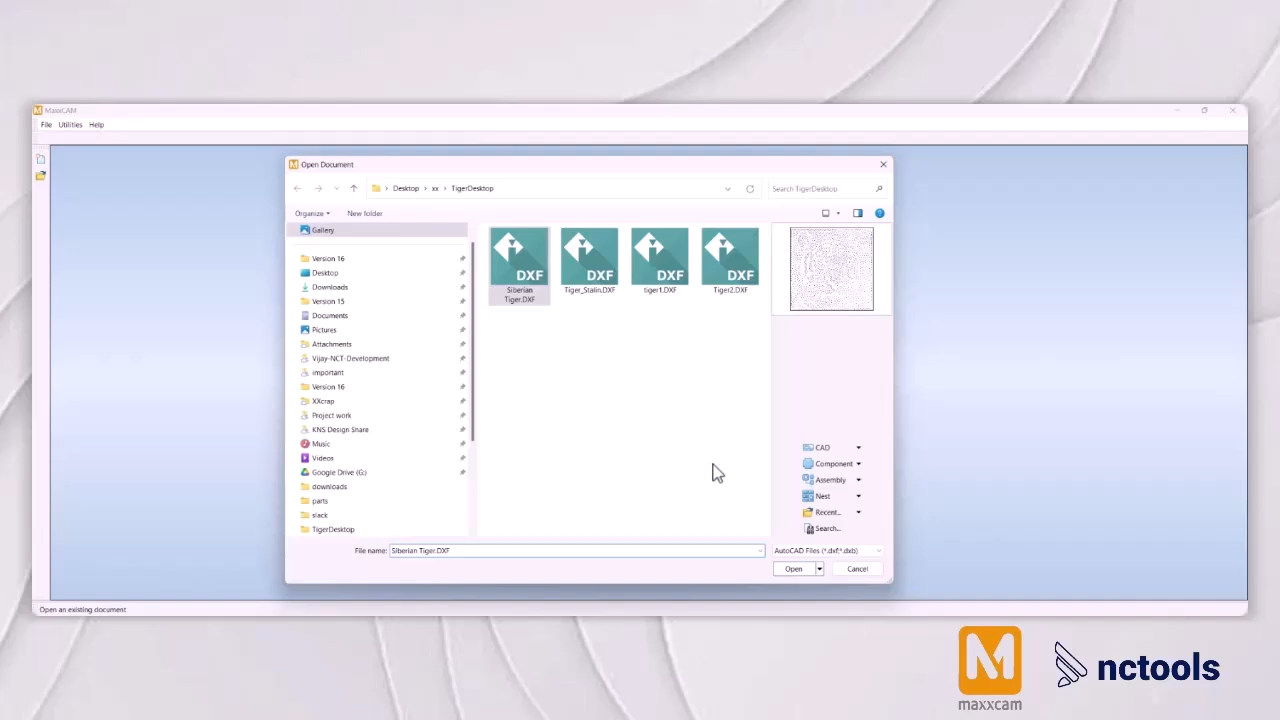 MaxxCAM
File Utilities Help
Open Document
Desktop xx TigerDesktop
Search TigerDesktop
Organize New folder
Gallery
Version 16
Desktop
Downloads
Version 15
Documents
Pictures
Attachments
Vijay-NCT-Development
important
Version 16
XXcrap
Project work
KNS Design Share
Music
Videos
Google Drive (G:)
downloads
parts
slack
TigerDesktop
DXF DXF DXF DXF
Siberian Tiger.DXF
Tiger_Stalin.DXF
tiger1.DXF
Tiger2.DXF
CAD
Component
Assembly
Nest
Recent...
Search...
File name: Siberian Tiger.DXF
AutoCAD Files (*.dxf;*.dxb)
Open Cancel
Open an existing document
M
maxxcam
nctools